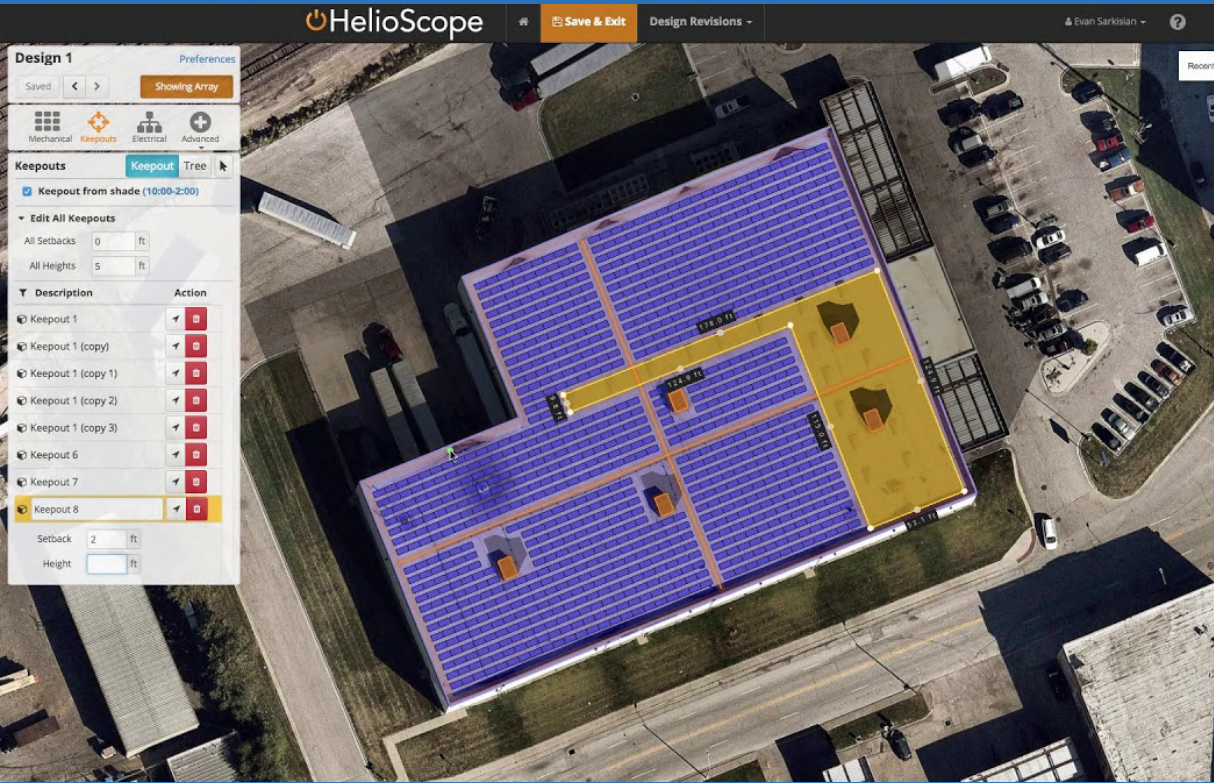 HelioScope
Save & Exit
Design Revisions
Evan Sarkisian
?
Design 1
Preferences
Saved
Showing Array
Mechanical
Keepouts
Electrical
Advanced
Recent
Keepouts
Keepout
Tree
Keepout from shade (10:00-2:00)
Edit All Keepouts
All Setbacks 0 ft
All Heights 5 ft
Description Action
Keepout 1
Keepout 1 (copy)
Keepout 1 (copy 1)
Keepout 1 (copy 2)
Keepout 1 (copy 3)
Keepout 6
Keepout 7
Keepout 8
Setback 2 ft
Height ft
178.0 ft
124.9 ft